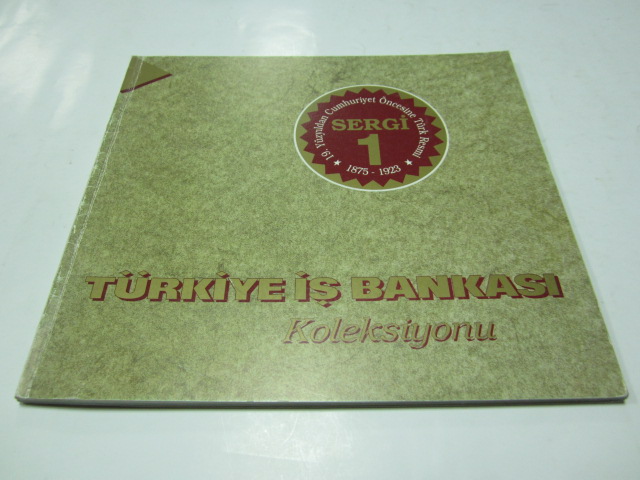 19. Yüzyıldan Cumhuriyet Öncesine Türk Resmi
SERGİ
1
★ 1875 - 1923 ★
TÜRKİYE İŞ BANKASI
Koleksiyonu